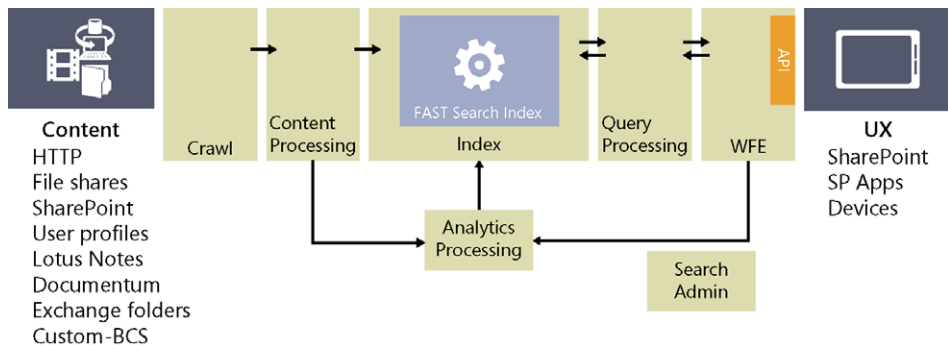 Content
HTTP
File shares
SharePoint
User profiles
Lotus Notes
Documentum
Exchange folders
Custom-BCS
Crawl
Content
Processing
FAST Search Index
Index
Query
Processing
API
WFE
Analytics
Processing
Search
Admin
UX
SharePoint
SP Apps
Devices